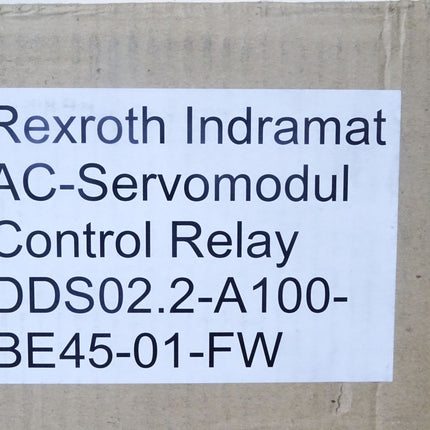 Rexroth Indramat
AC-Servomodul
Control Relay
DDS02.2-A100-
BE45-01-FW